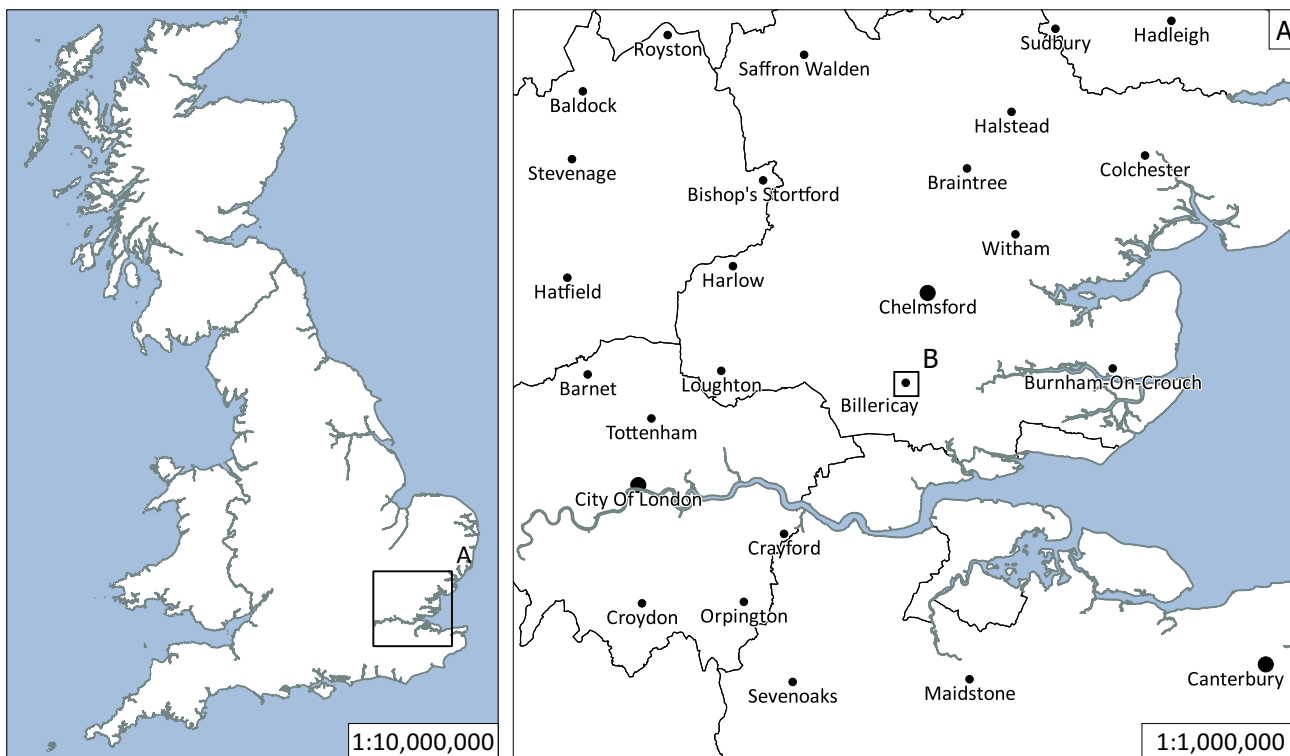 A
1:10,000,000
A
Royston
Sudbury
Hadleigh
Saffron Walden
Baldock
Halstead
Stevenage
Colchester
Bishop's Stortford
Braintree
Witham
Harlow
Hatfield
Chelmsford
B
Barnet
Loughton
Burnham-On-Crouch
Billericay
Tottenham
City Of London
Crayford
Croydon
Orpington
Sevenoaks
Maidstone
Canterbury
1:1,000,000